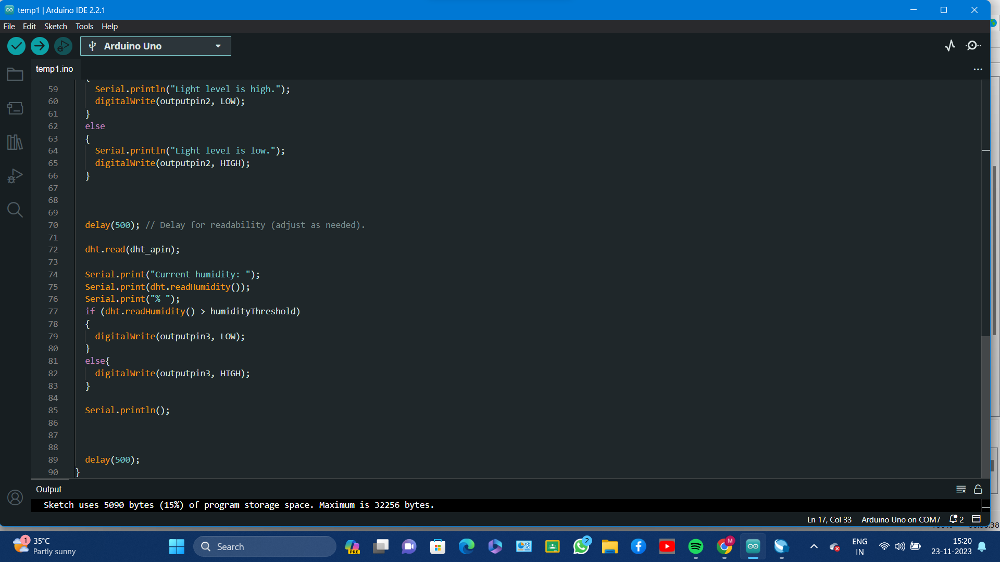 temp1 | Arduino IDE 2.2.1
File Edit Sketch Tools Help
Arduino Uno
temp1.ino
{
59 Serial.println("Light level is high.");
60 digitalWrite(outputpin2, LOW);
61 }
62 else
63 {
64 Serial.println("Light level is low.");
65 digitalWrite(outputpin2, HIGH);
66 }
67
68
69
70 delay(500); // Delay for readability (adjust as needed).
71
72 dht.read(dht_apin);
73
74 Serial.print("Current humidity: ");
75 Serial.print(dht.readHumidity());
76 Serial.print("% ");
77 if (dht.readHumidity() > humidityThreshold)
78 {
79 digitalWrite(outputpin3, LOW);
80 }
81 else{
82 digitalWrite(outputpin3, HIGH);
83 }
84
85 Serial.println();
86
87
88
89 delay(500);
90 }
Output
Sketch uses 5090 bytes (15%) of program storage space. Maximum is 32256 bytes.
Ln 17, Col 33 Arduino Uno on COM7 2
1 35°C
Partly sunny
Search
PRE
2
M
ENG
IN
15:20
23-11-2023